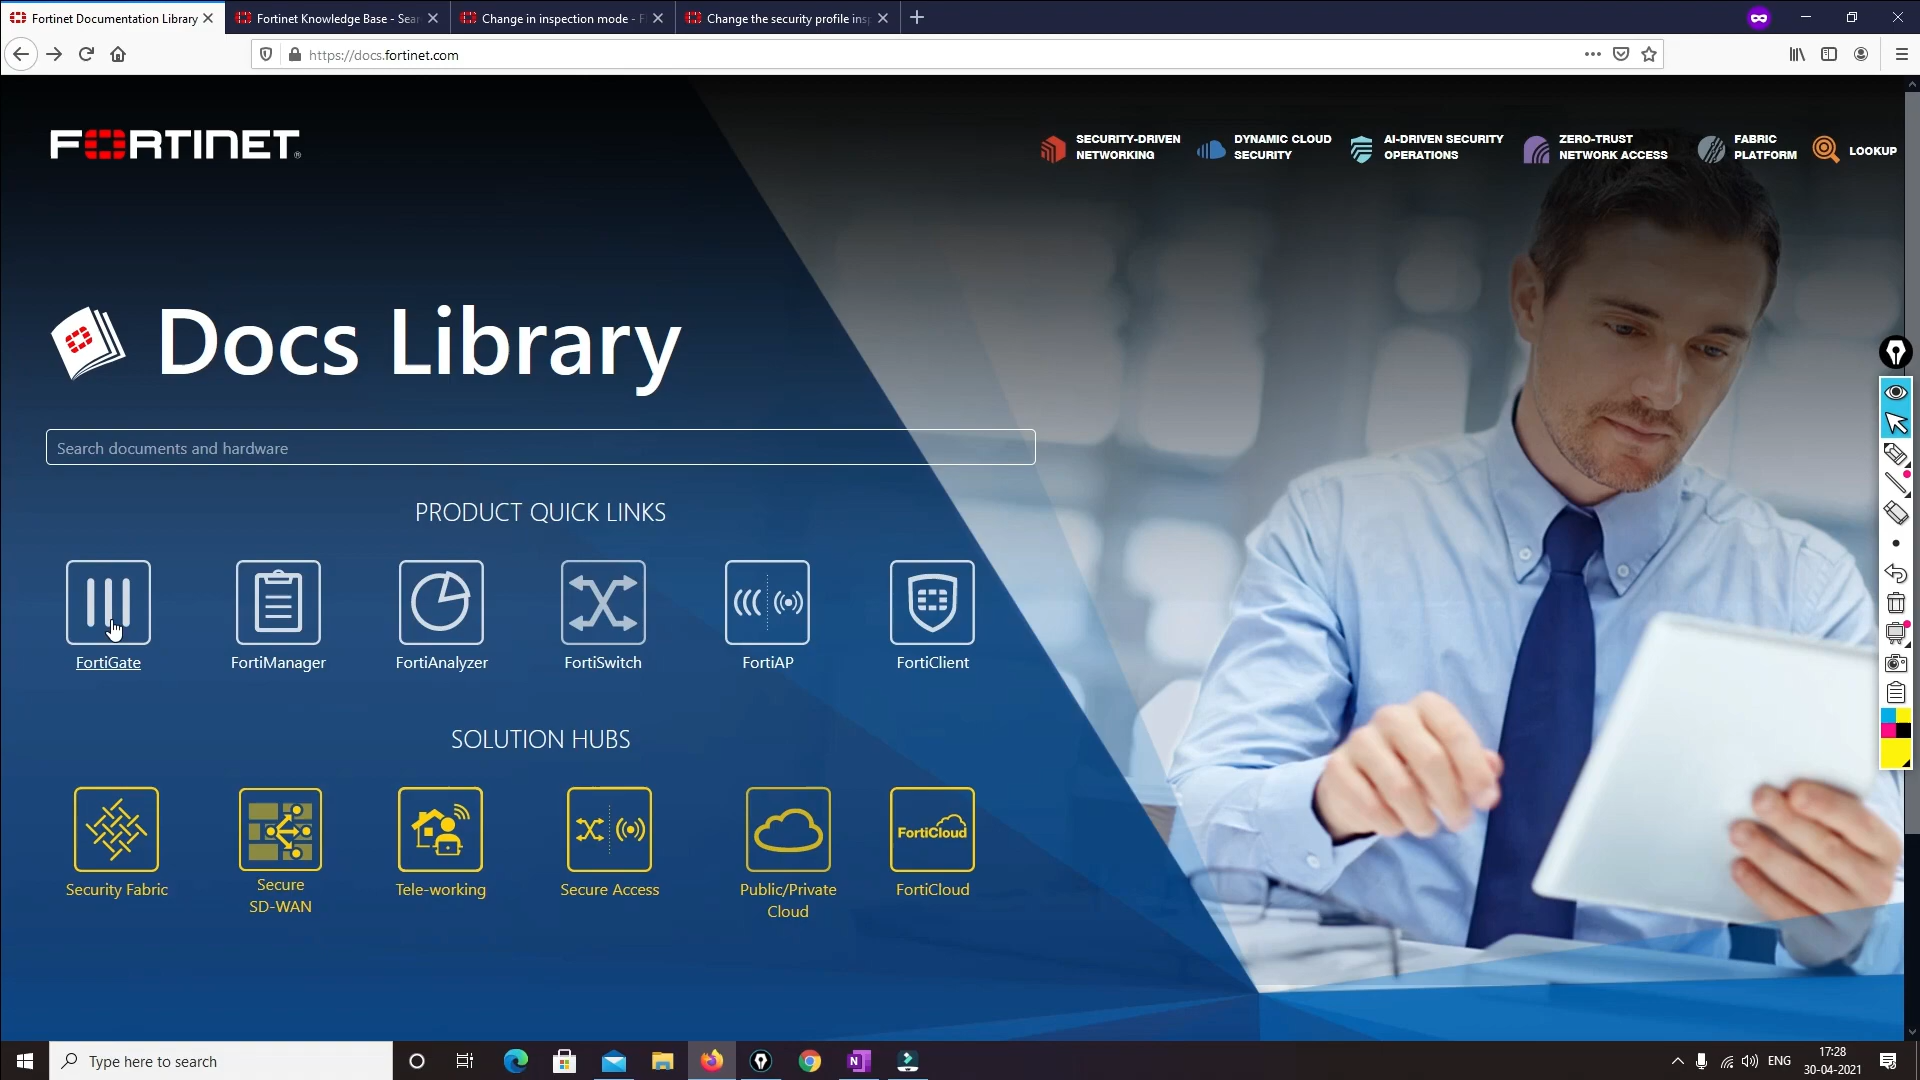 Fortinet Documentation Library
Fortinet Knowledge Base - Sear
Change in inspection mode - F
Change the security profile insp
https://docs.fortinet.com
FORTINET®
SECURITY-DRIVEN
NETWORKING
DYNAMIC CLOUD
SECURITY
AI-DRIVEN SECURITY
OPERATIONS
ZERO-TRUST
NETWORK ACCESS
FABRIC
PLATFORM
LOOKUP
Docs Library
Search documents and hardware
PRODUCT QUICK LINKS
FortiGate
FortiManager
FortiAnalyzer
FortiSwitch
FortiAP
FortiClient
SOLUTION HUBS
Security Fabric
Secure
SD-WAN
Tele-working
Secure Access
Public/Private
Cloud
FortiCloud
FortiCloud
Type here to search
ENG
17:28
30-04-2021